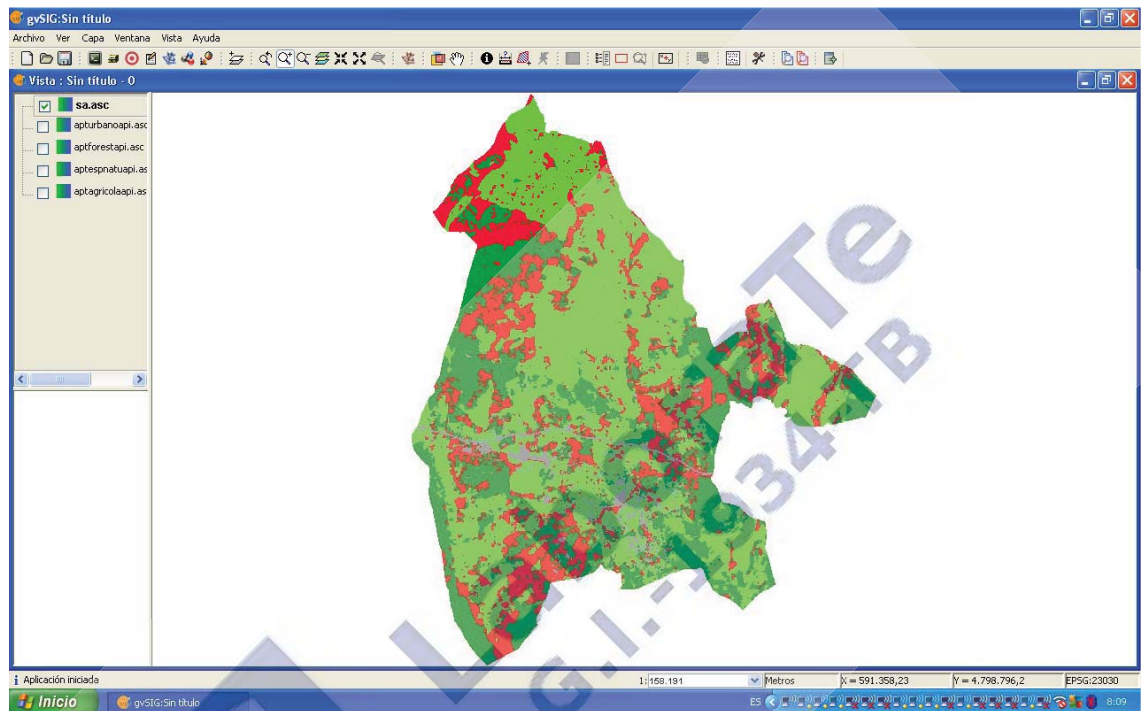 gvSIG:Sin título
Archivo Ver Capa Ventana Vista Ayuda
Vista : Sin título - 0
sa.asc
apturbanoapi.asc
aptforestapi.asc
aptespnatuapi.as
aptagricolaapi.as
Aplicación iniciada
1: 158.191
Metros
X = 591.358,23
Y = 4.798.796,2
EPSG:23030
Inicio
gvSIG:Sin título
ES
8:09